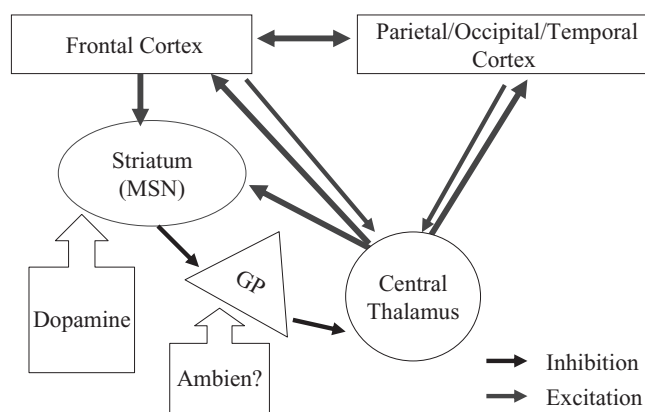 Frontal Cortex
Parietal/Occipital/Temporal
Cortex
Striatum
(MSN)
GP
Central
Thalamus
Dopamine
Ambien?
Inhibition
Excitation